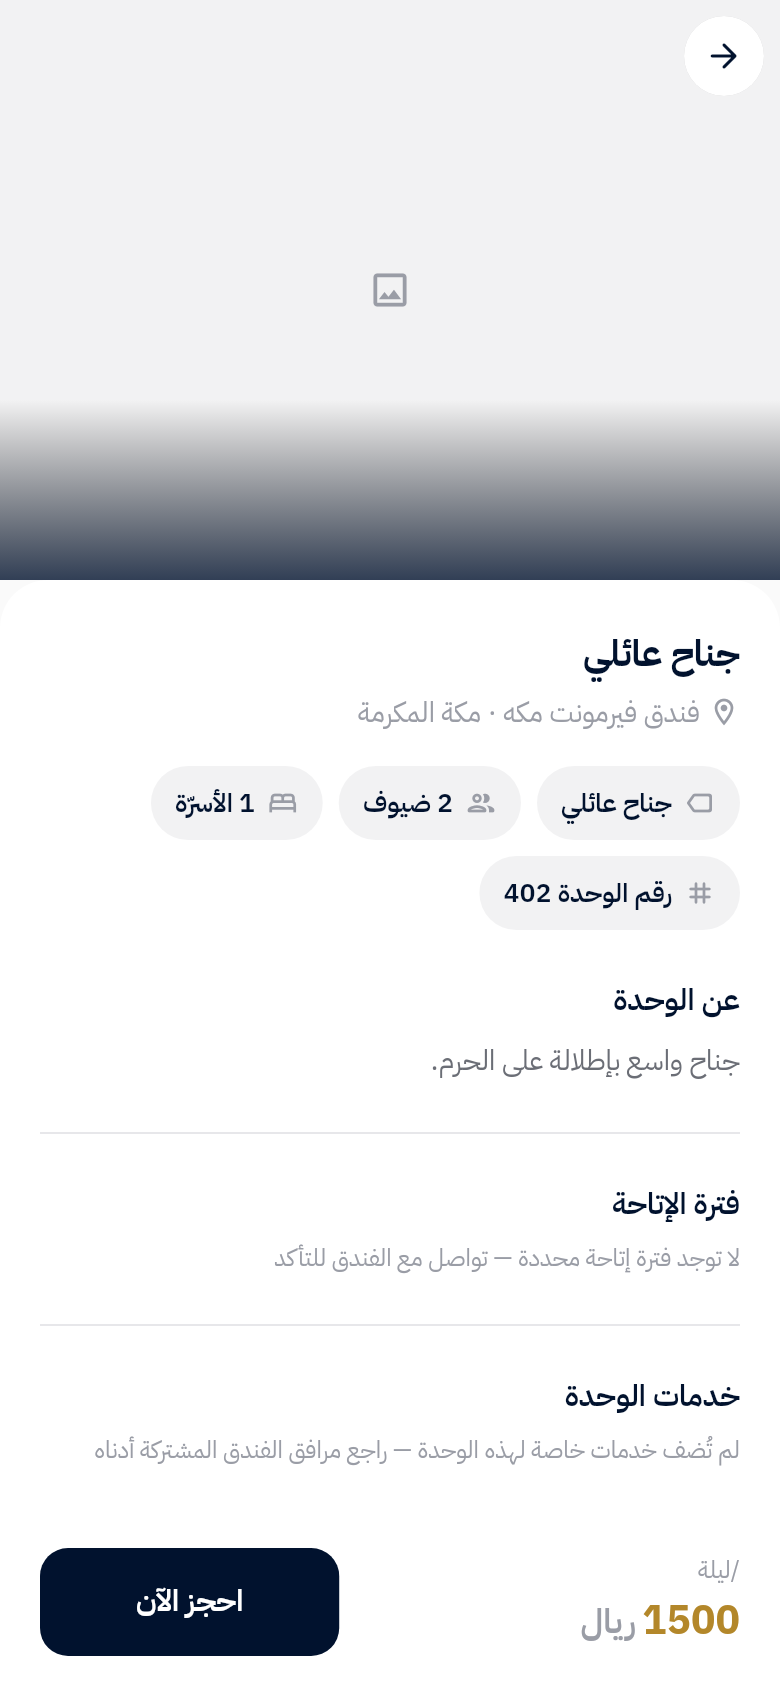 جناح عائلي
فندق فيرمونت مكه · مكة المكرمة
جناح عائلي
2 ضيوف
1 الأسرّة
رقم الوحدة 402
عن الوحدة
جناح واسع بإطلالة على الحرم.
فترة الإتاحة
لا توجد فترة إتاحة محددة — تواصل مع الفندق للتأكد
خدمات الوحدة
لم تُضف خدمات خاصة لهذه الوحدة — راجع مرافق الفندق المشتركة أدناه
/ليلة
1500 ريال
احجز الآن